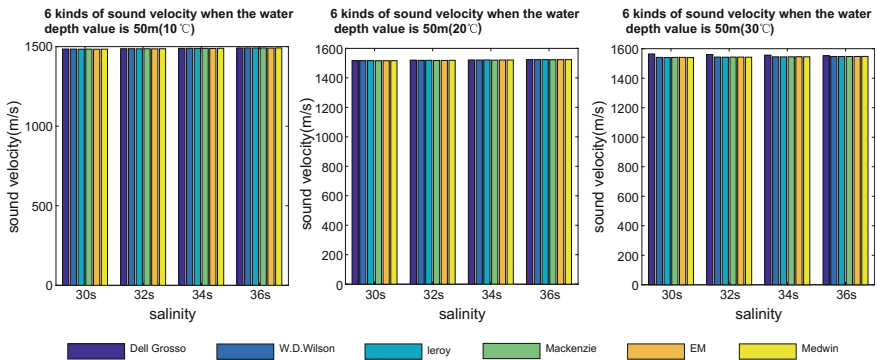 6 kinds of sound velocity when the water
depth value is 50m(10℃)
6 kinds of sound velocity when the water
depth value is 50m(20℃)
6 kinds of sound velocity when the water
depth value is 50m(30℃)
sound velocity(m/s)
1500
1000
500
0
30s 32s 34s 36s
salinity
sound velocity(m/s)
1600
1400
1200
1000
800
600
400
200
0
30s 32s 34s 36s
salinity
sound velocity(m/s)
1600
1400
1200
1000
800
600
400
200
0
30s 32s 34s 36s
salinity
Dell Grosso W.D.Wilson leroy Mackenzie EM Medwin